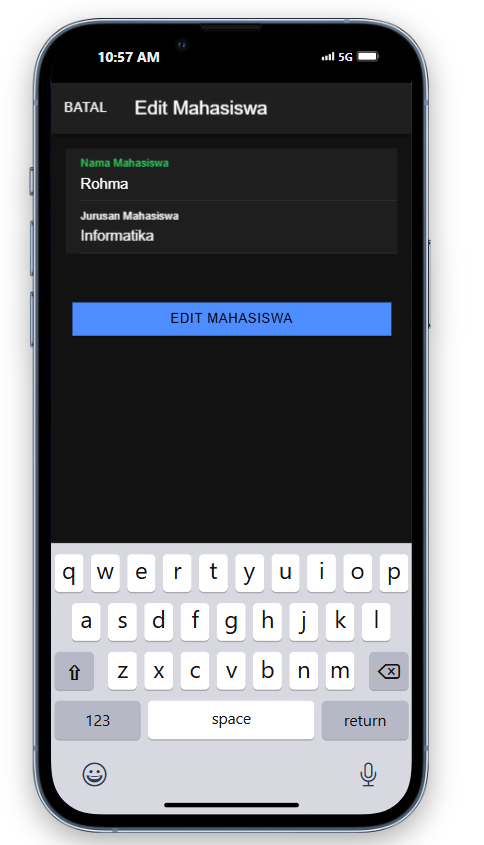 10:57 AM 5G
BATAL Edit Mahasiswa
Nama Mahasiswa
Rohma
Jurusan Mahasiswa
Informatika
EDIT MAHASISWA
q w e r t y u i o p
a s d f g h j k l
z x c v b n m
123 space return